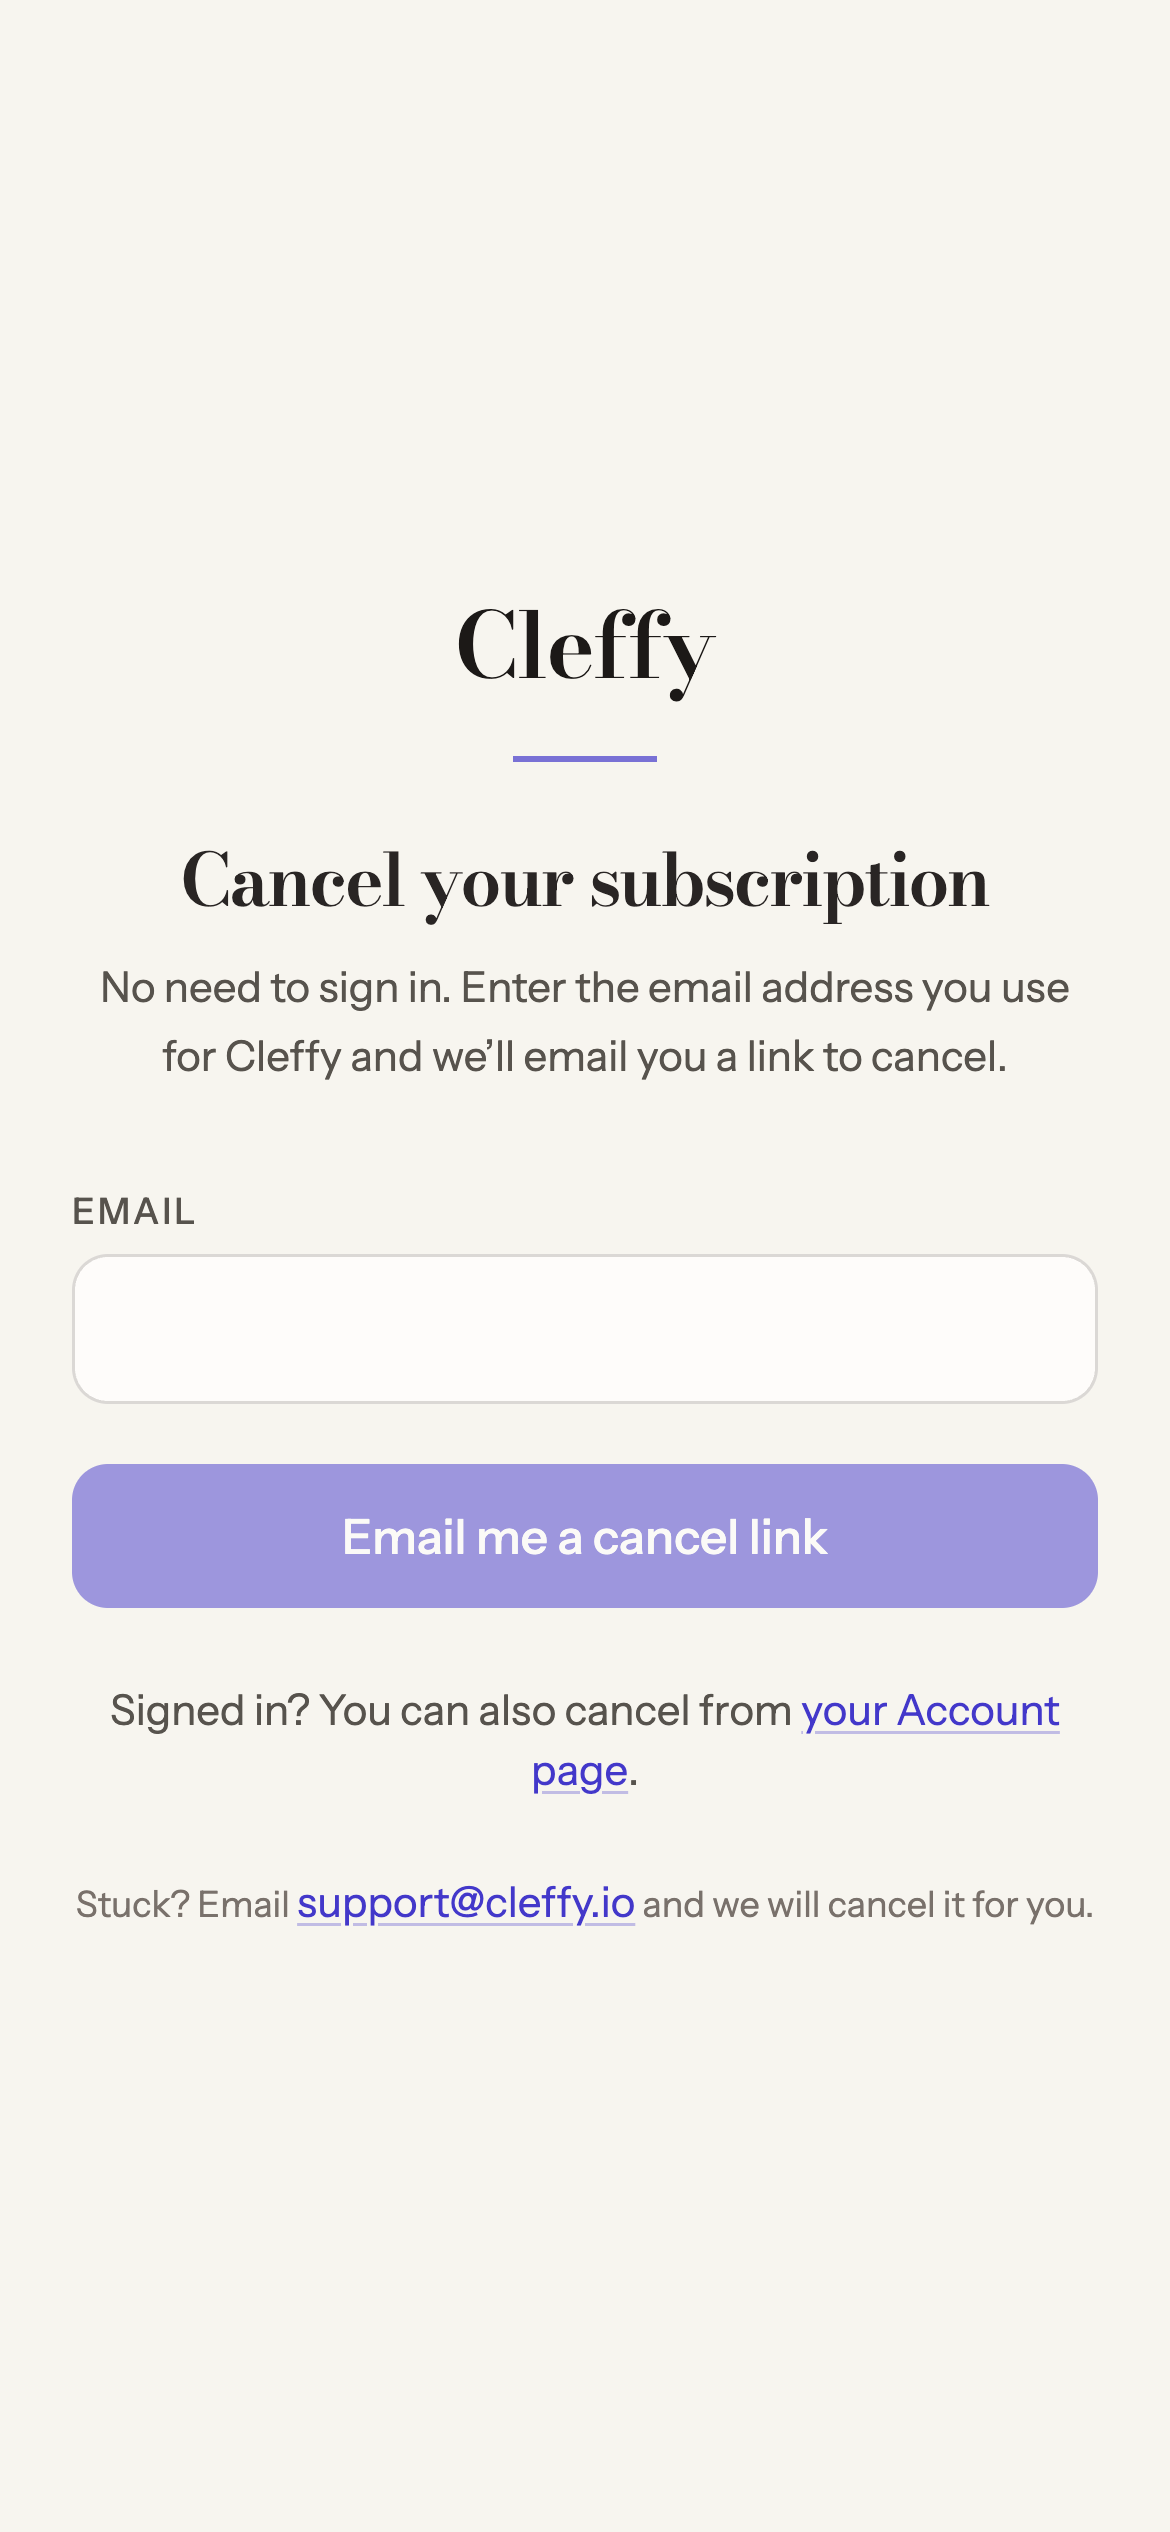 Cleffy
Cancel your subscription
No need to sign in. Enter the email address you use
for Cleffy and we’ll email you a link to cancel.
EMAIL
Email me a cancel link
Signed in? You can also cancel from your Account
page.
Stuck? Email support@cleffy.io and we will cancel it for you.